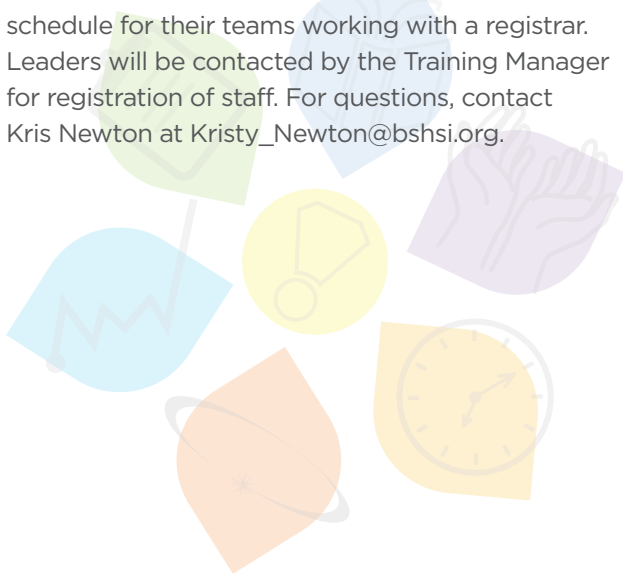 schedule for their teams working with a registrar.
Leaders will be contacted by the Training Manager
for registration of staff. For questions, contact
Kris Newton at Kristy_Newton@bshsi.org.